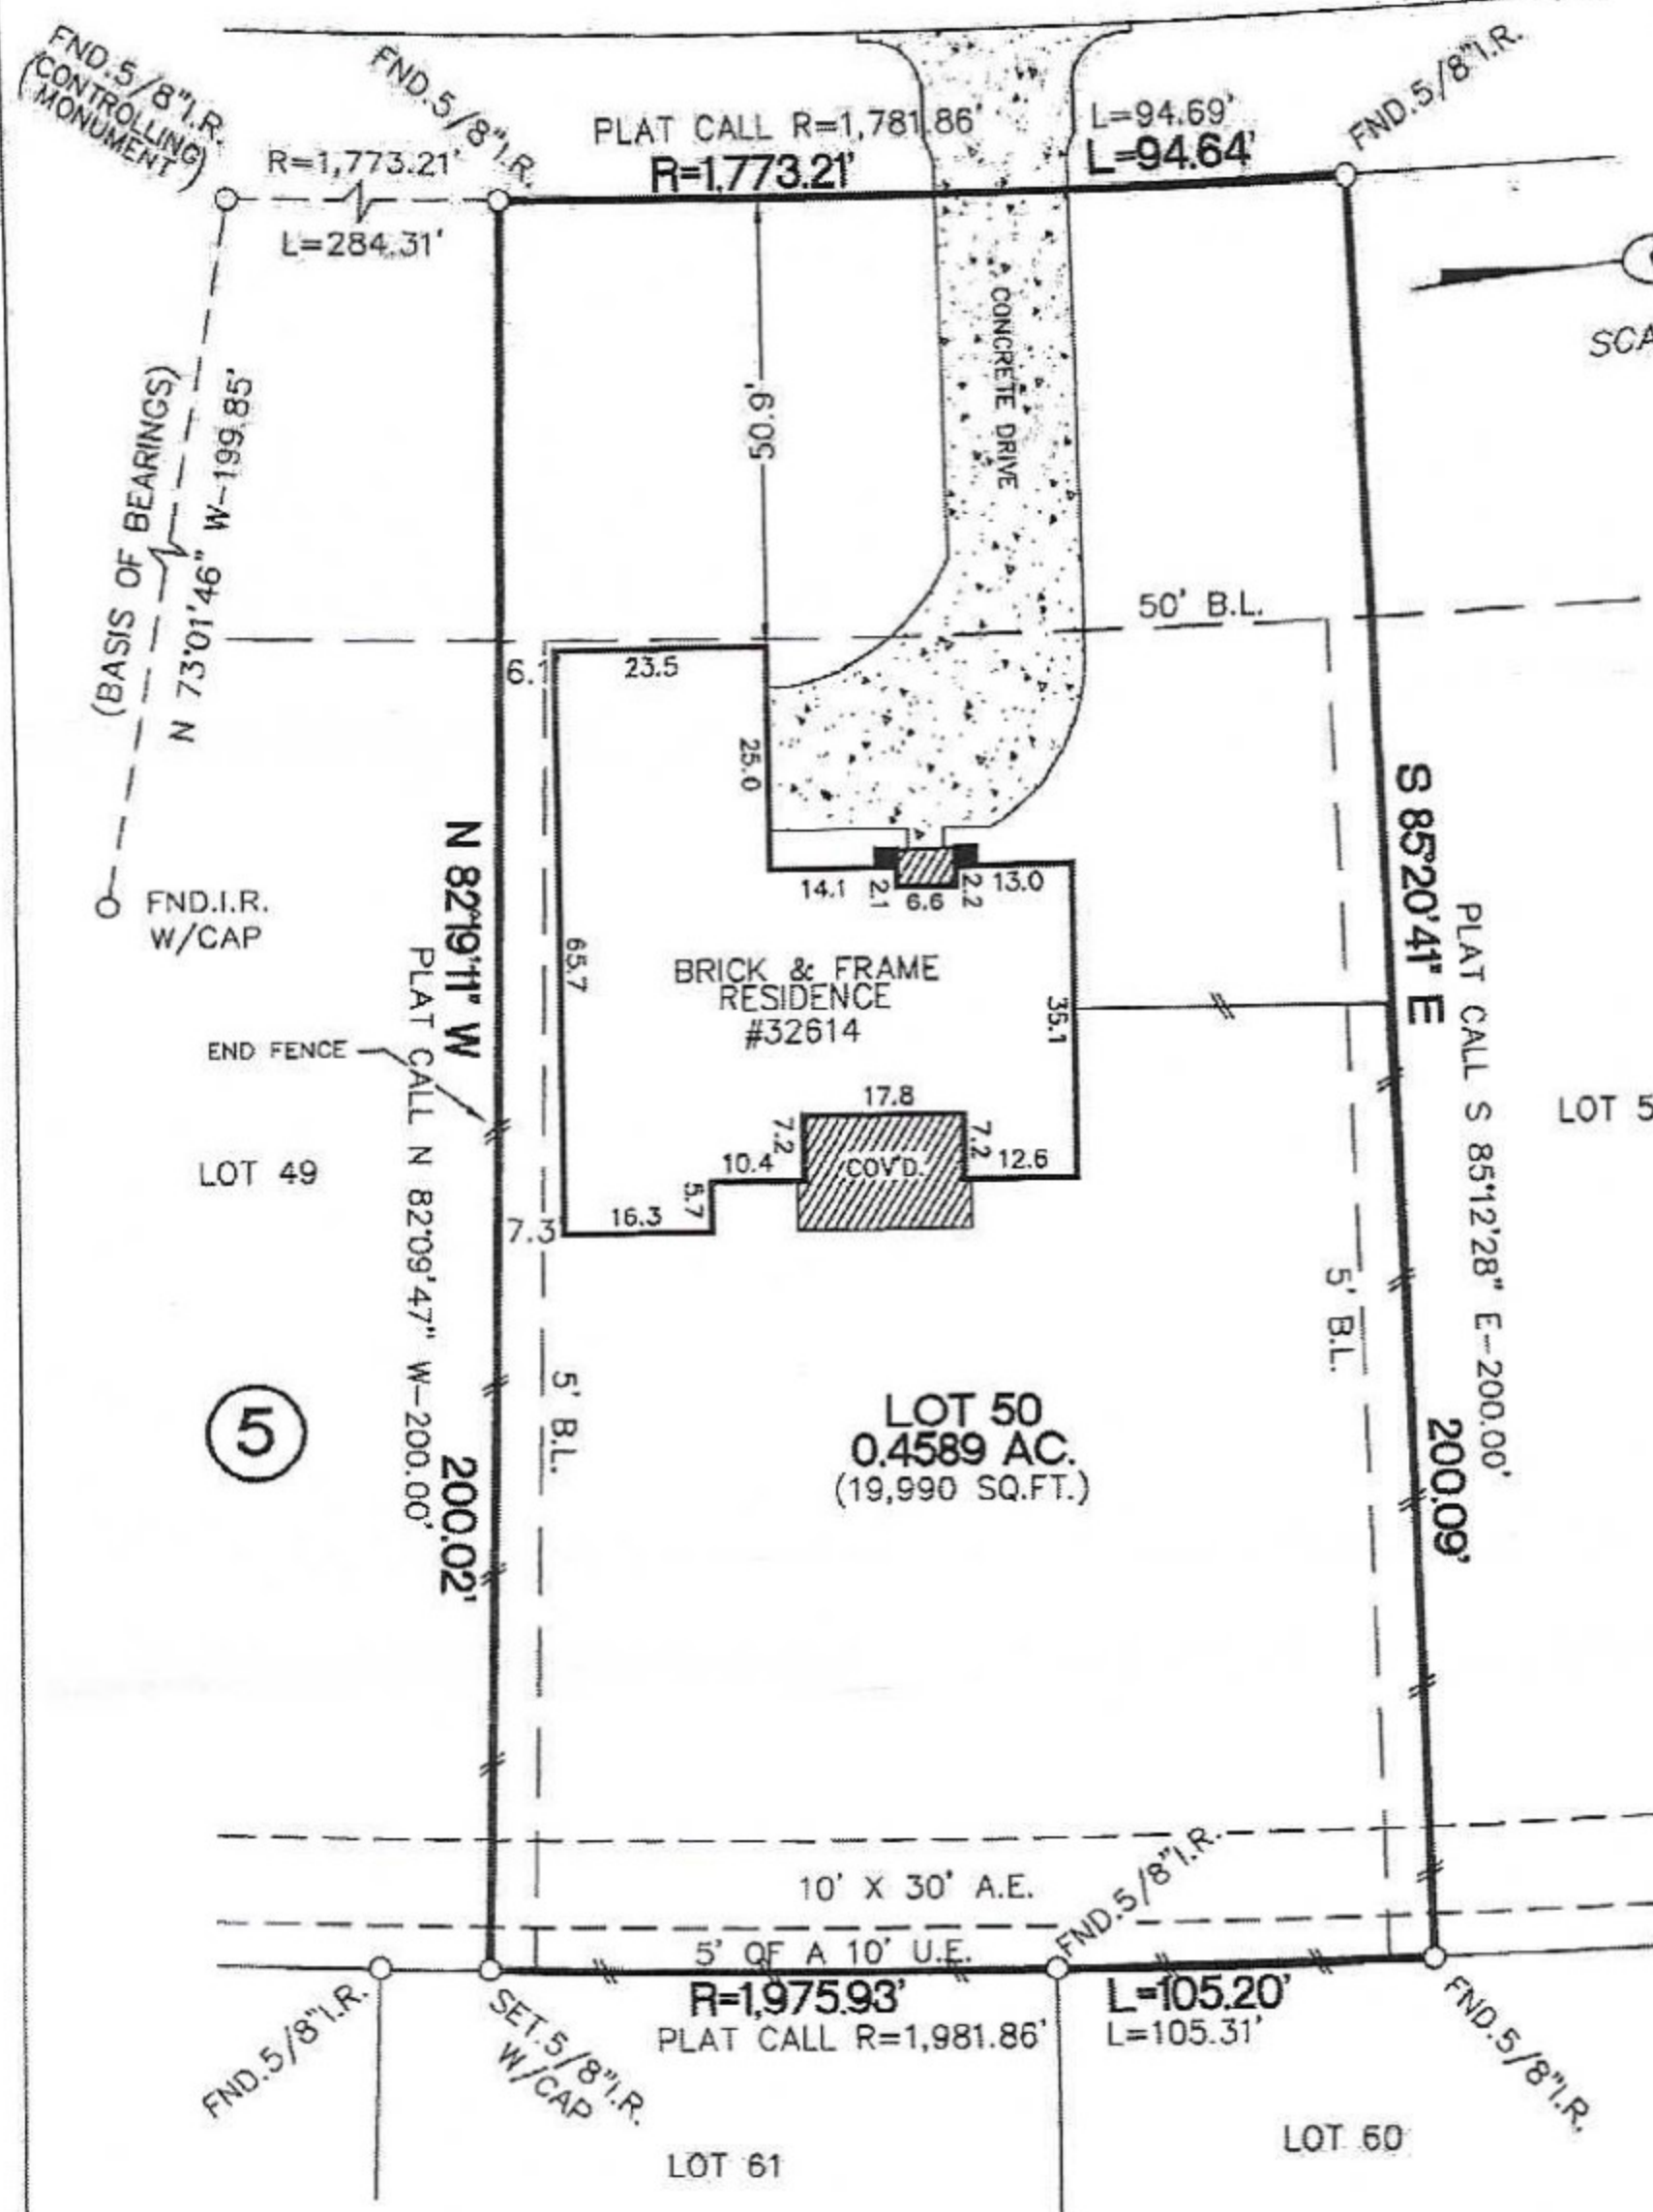 FND.5/8"I.R.
(CONTROLLING)
(MONUMENT)
FND.5/8"I.R.
PLAT CALL R=1,781.86'
R=1,773.21'
L=94.69'
L=94.64'
FND.5/8"I.R.
R=1,773.21'
L=284.31'
(BASIS OF BEARINGS)
N 73°01'46" W-199.85'
FND.I.R.
W/CAP
50.9'
CONCRETE DRIVE
50' B.L.
6.1
23.5
25.0
14.1
2.1
6.6
2.2
13.0
65.7
BRICK & FRAME
RESIDENCE
#32614
35.1
17.8
7.2
COV'D.
7.2
12.6
10.4
5.7
16.3
7.3
N 82°19'11" W
200.02'
PLAT CALL N 82°09'47" W-200.00'
END FENCE
LOT 49
5
5' B.L.
LOT 50
0.4589 AC.
(19,990 SQ.FT.)
5' B.L.
S 85°20'41" E
200.09'
PLAT CALL S 85°12'28" E-200.00'
LOT 5
10' X 30' A.E.
FND.5/8"I.R.
5' OF A 10' U.E.
R=1,975.93'
PLAT CALL R=1,981.86'
L=105.20'
L=105.31'
FND.5/8"I.R.
SET.5/8"I.R.
W/CAP
FND.5/8"I.R.
LOT 61
LOT 60